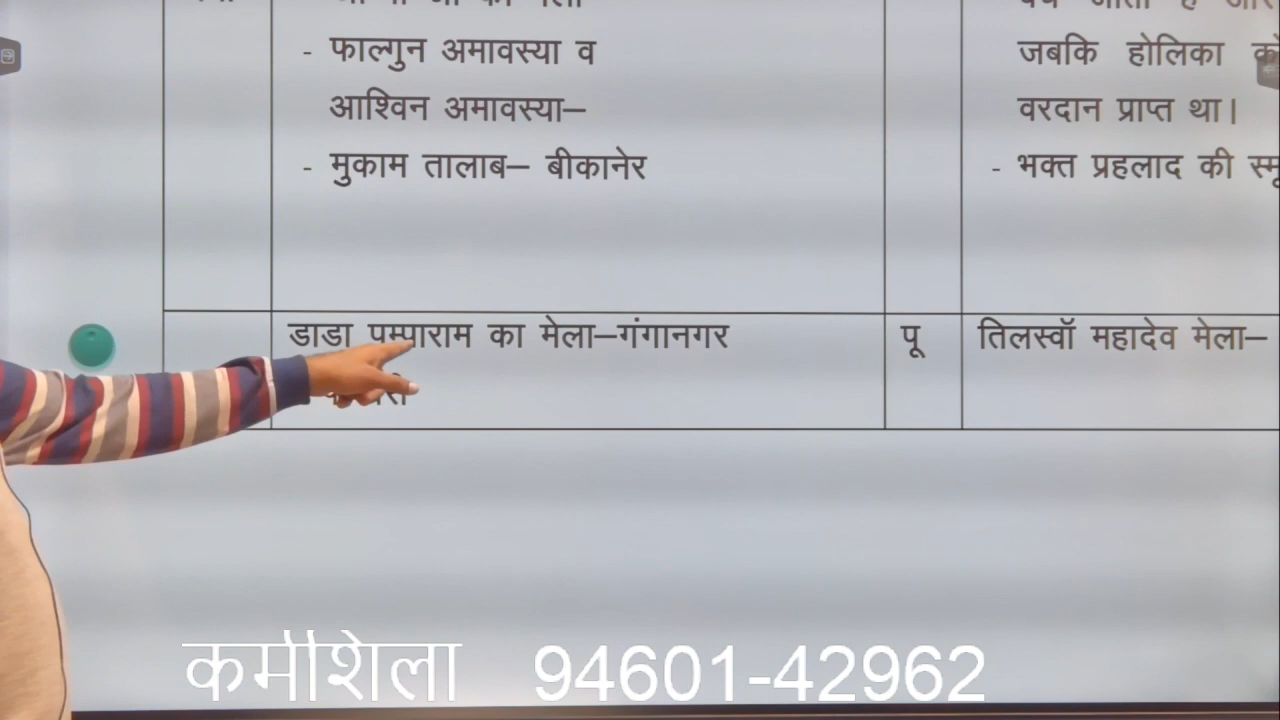 - फाल्गुन अमावस्या व
आश्विन अमावस्या–
- मुकाम तालाब– बीकानेर
जबकि होलिका
वरदान प्राप्त था।
- भक्त प्रहलाद की
डाडा पम्पाराम का मेला–गंगानगर
पू
तिलस्वाँ महादेव मेला–
कर्मशिला 94601-42962